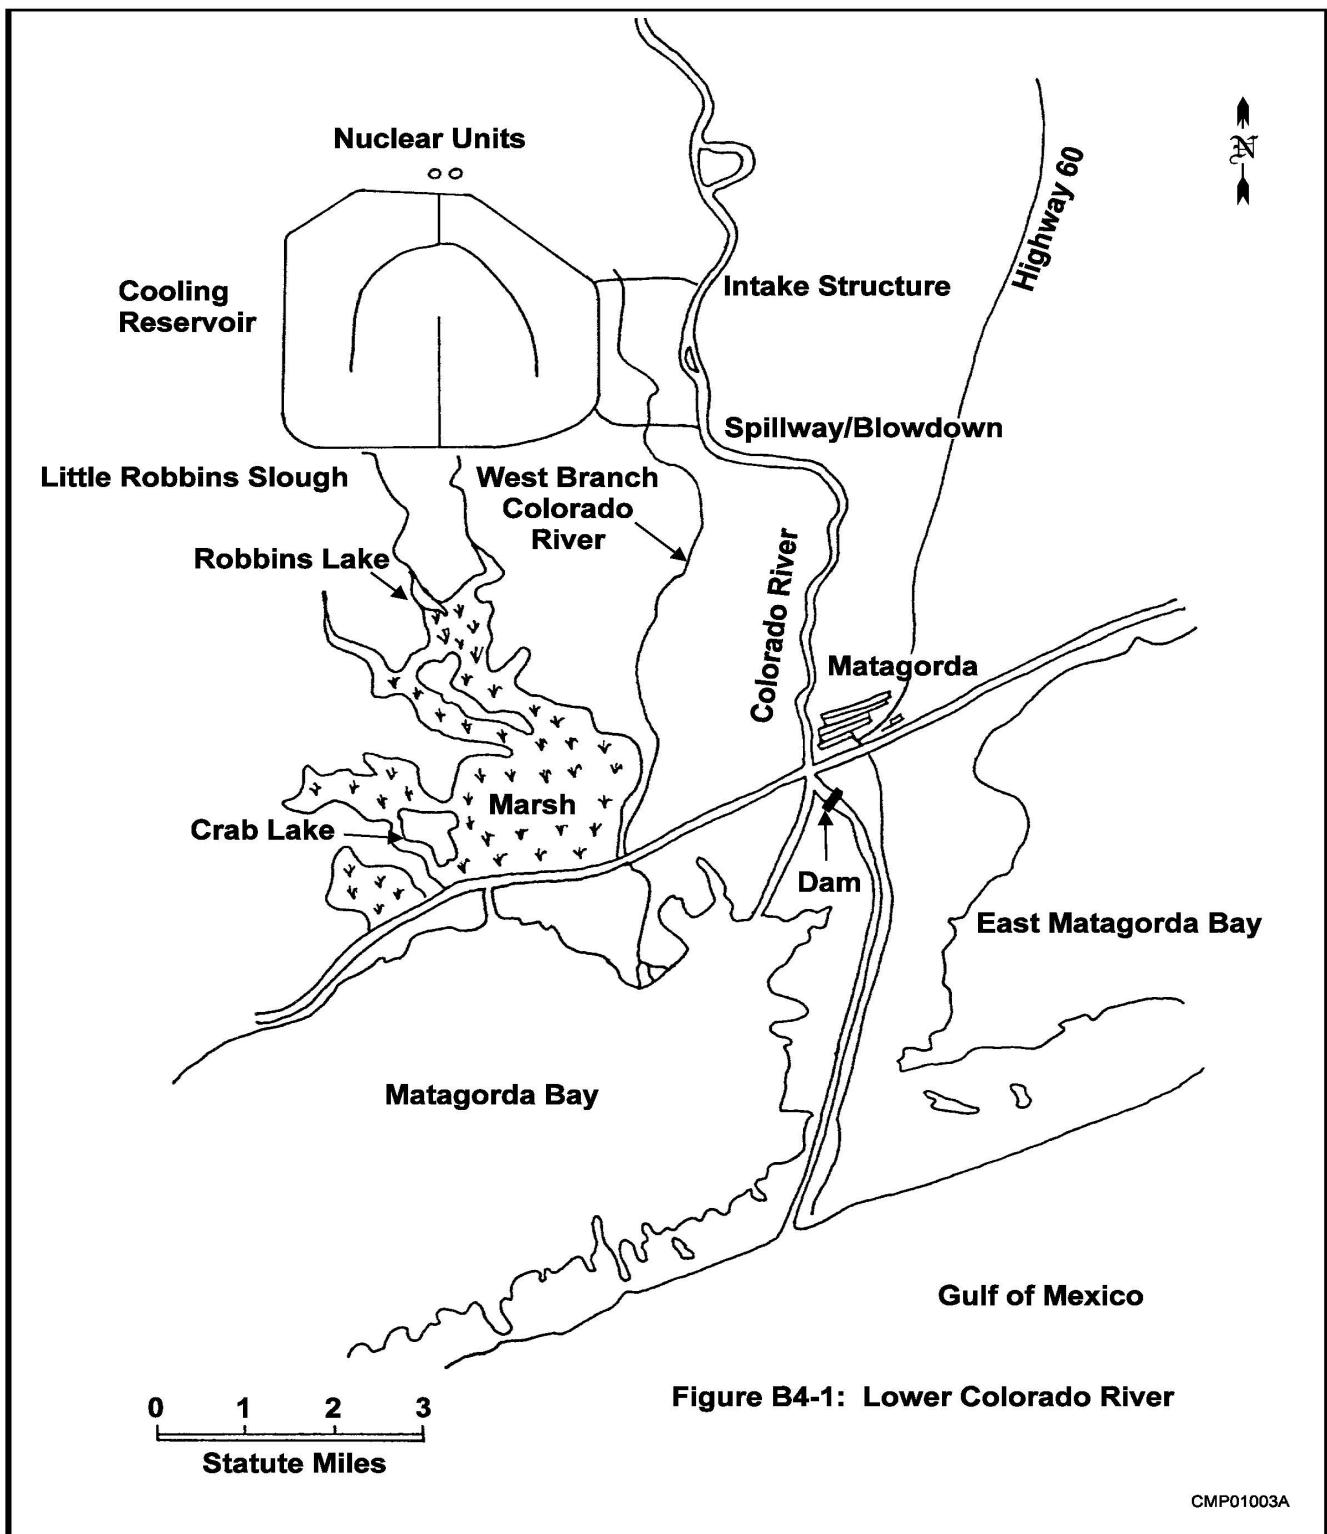 Nuclear Units
N
Highway 60
Cooling
Reservoir
Intake Structure
Spillway/Blowdown
Little Robbins Slough
West Branch
Colorado
River
Robbins Lake
Colorado River
Matagorda
Marsh
Crab Lake
Dam
East Matagorda Bay
Matagorda Bay
Gulf of Mexico
Figure B4-1: Lower Colorado River
0 1 2 3
Statute Miles
CMP01003A